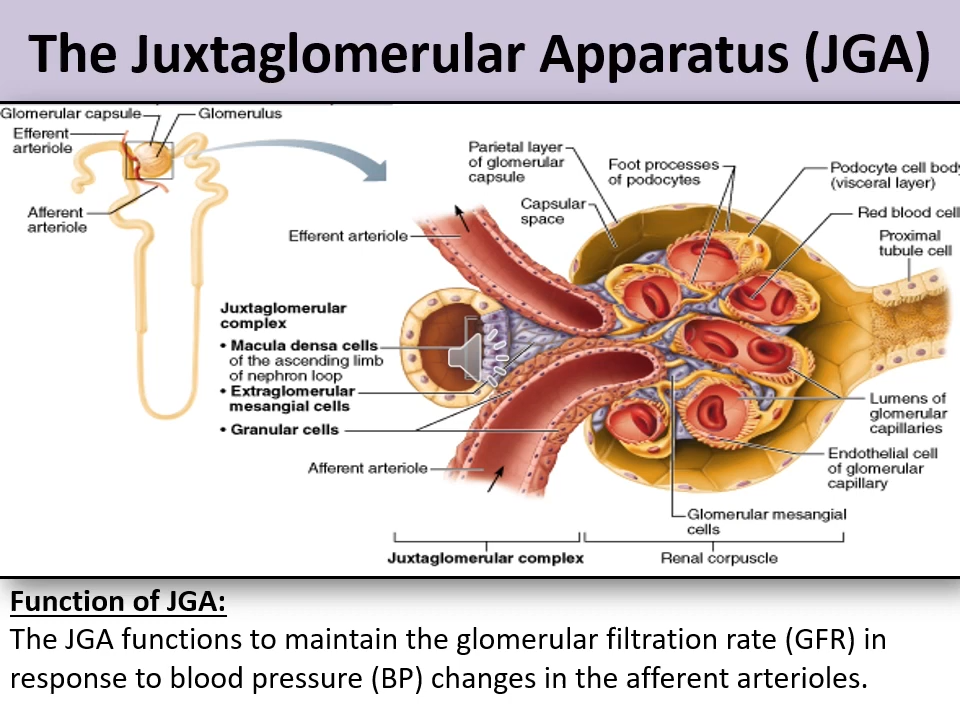 The Juxtaglomerular Apparatus (JGA)
Glomerular capsule
Glomerulus
Efferent
arteriole
Afferent
arteriole
Parietal layer
of glomerular
capsule
Foot processes
of podocytes
Podocyte cell body
(visceral layer)
Capsular
space
Red blood cell
Efferent arteriole
Proximal
tubule cell
Juxtaglomerular
complex
• Macula densa cells
of the ascending limb
of nephron loop
• Extraglomerular
mesangial cells
• Granular cells
Afferent arteriole
Lumens of
glomerular
capillaries
Endothelial cell
of glomerular
capillary
Glomerular mesangial
cells
Juxtaglomerular complex
Renal corpuscle
Function of JGA:
The JGA functions to maintain the glomerular filtration rate (GFR) in
response to blood pressure (BP) changes in the afferent arterioles.